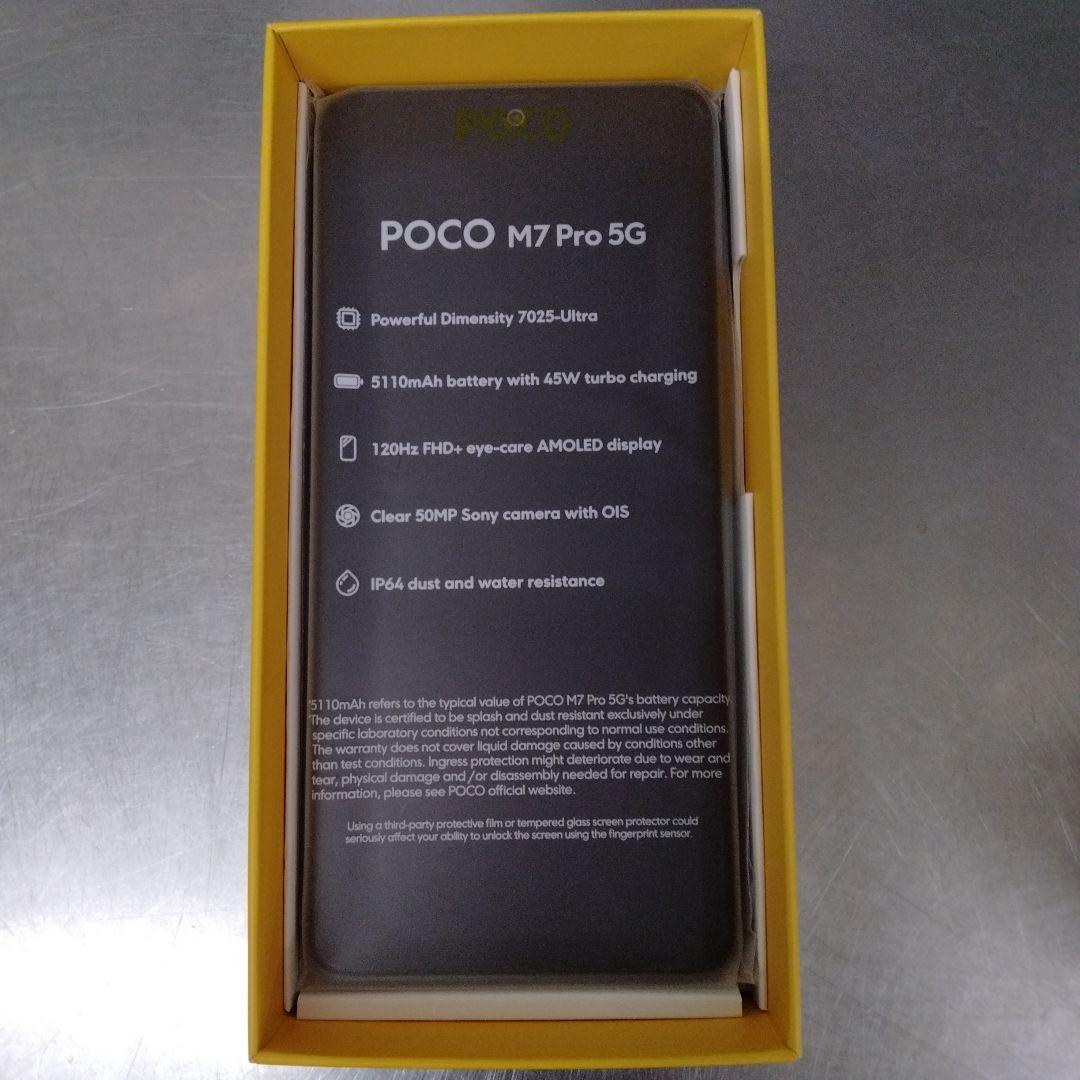 POCO
POCO M7 Pro 5G
Powerful Dimensity 7025-Ultra
5110mAh battery with 45W turbo charging
120Hz FHD+ eye-care AMOLED display
Clear 50MP Sony camera with OIS
IP64 dust and water resistance
'5110mAh refers to the typical value of POCO M7 Pro 5G's battery capacity.
'The device is certified to be splash and dust resistant exclusively under
specific laboratory conditions not corresponding to normal use conditions.
The warranty does not cover liquid damage caused by conditions other
than test conditions. Ingress protection might deteriorate due to wear and
tear, physical damage and /or disassembly needed for repair. For more
information, please see POCO official website.
Using a third-party protective film or tempered glass screen protector could
seriously affect your ability to unlock the screen using the fingerprint sensor.